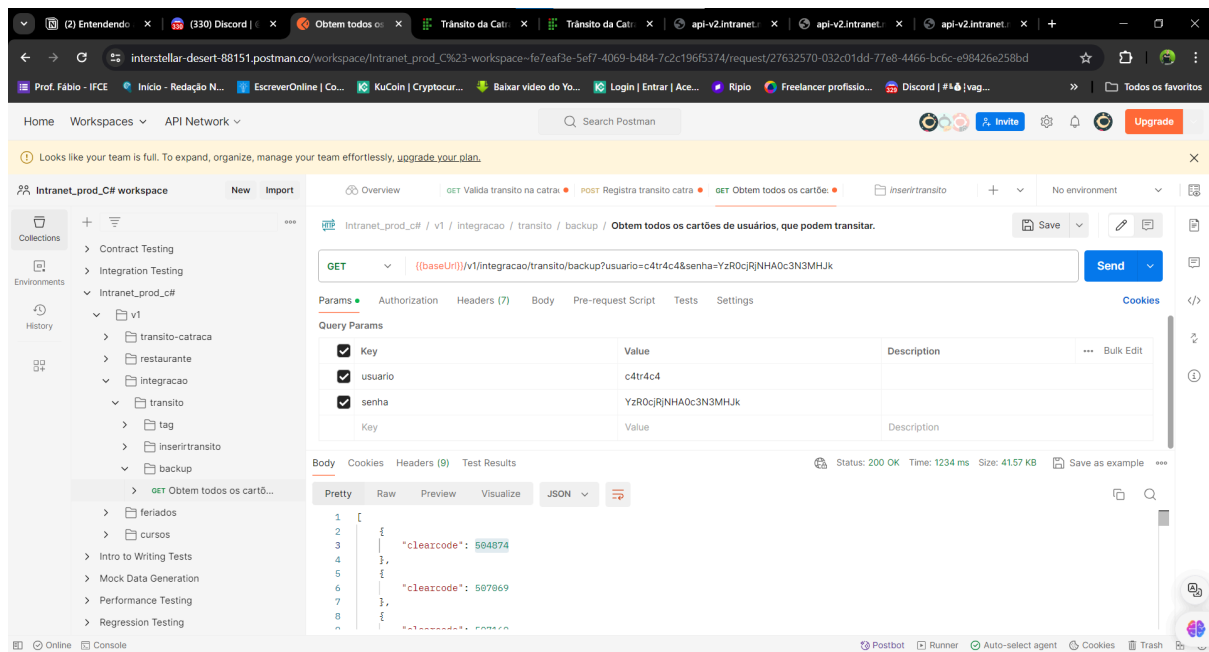 (2) Entendendo (330) Discord | Obtem todos os Trânsito da Catr Trânsito da Catr api-v2.intranet.r api-v2.intranet.r api-v2.intranet.r
interstellar-desert-88151.postman.co/workspace/Intranet_prod_C%23-workspace~fe7eaf3e-5ef7-4069-b484-7c2c196f5374/request/27632570-032c01dd-77e8-4466-bc6c-e98426e258bd
Prof. Fábio - IFCE Início - Redação N... EscreverOnline | Co... KuCoin | Cryptocur... Baixar video do Yo... Login | Entrar | Ace... Ripio Freelancer profissio... Discord | vag... » Todos os favoritos
Home Workspaces API Network Search Postman Invite Upgrade
Looks like your team is full. To expand, organize, manage your team effortlessly, upgrade your plan.
Intranet_prod_C# workspace New Import Overview GET Valida transito na catrac POST Registra transito catra GET Obtem todos os cartões inserirtransito No environment
Collections
Environments
History
Contract Testing
Integration Testing
Intranet_prod_c#
v1
transito-catraca
restaurante
integracao
transito
tag
inserirtransito
backup
GET Obtem todos os cartõ...
feriados
cursos
Intro to Writing Tests
Mock Data Generation
Performance Testing
Regression Testing
HTTP Intranet_prod_c# / v1 / integracao / transito / backup / Obtem todos os cartões de usuários, que podem transitar. Save
GET {{baseUrl}}/v1/integracao/transito/backup?usuario=c4tr4c4&senha=YzR0cjRjNHA0c3N3MHJk Send
Params Authorization Headers (7) Body Pre-request Script Tests Settings Cookies
Query Params
Key Value Description Bulk Edit
usuario c4tr4c4
senha YzR0cjRjNHA0c3N3MHJk
Key Value Description
Body Cookies Headers (9) Test Results Status: 200 OK Time: 1234 ms Size: 41.57 KB Save as example
Pretty Raw Preview Visualize JSON
1 [
2 {
3 "clearcode": 504874
4 },
5 {
6 "clearcode": 507069
7 },
8 {
Online Console Postbot Runner Auto-select agent Cookies Trash